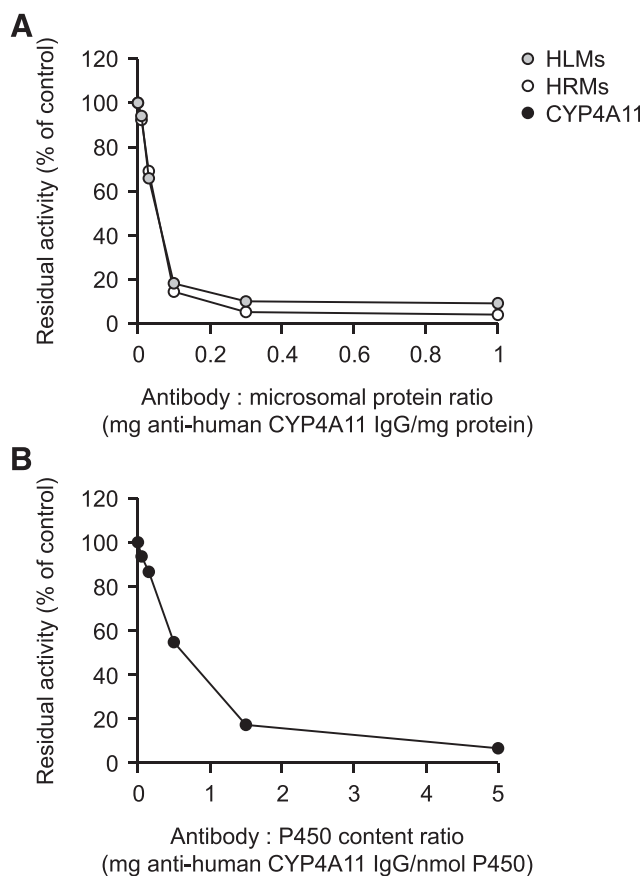 A
HLMs
HRMs
CYP4A11
Residual activity (% of control)
120
100
80
60
40
20
0
0 0.2 0.4 0.6 0.8 1
Antibody : microsomal protein ratio
(mg anti-human CYP4A11 IgG/mg protein)
B
Residual activity (% of control)
120
100
80
60
40
20
0
0 1 2 3 4 5
Antibody : P450 content ratio
(mg anti-human CYP4A11 IgG/nmol P450)